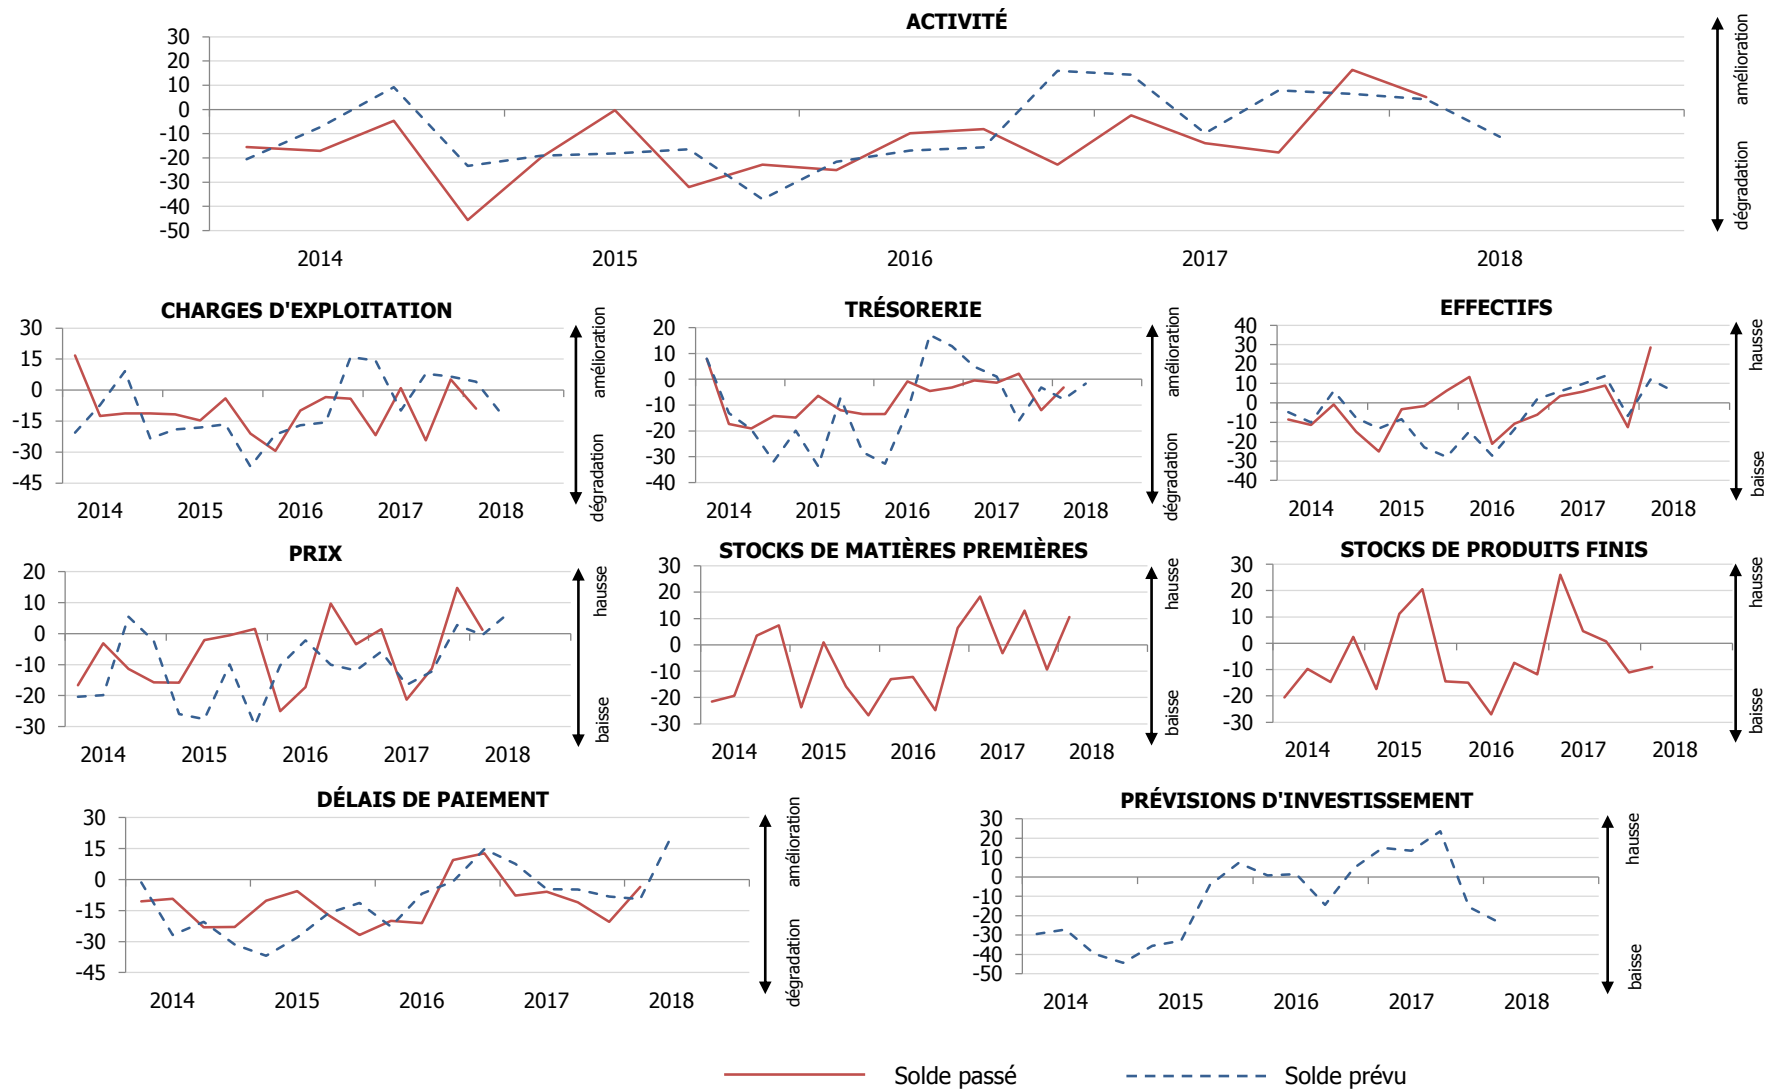 ACTIVITÉ
30
20
10
0
-10
-20
-30
-40
-50
2014 2015 2016 2017 2018
amélioration
dégradation
CHARGES D'EXPLOITATION
30
15
0
-15
-30
-45
2014 2015 2016 2017 2018
amélioration
dégradation
TRÉSORERIE
20
10
0
-10
-20
-30
-40
2014 2015 2016 2017 2018
amélioration
dégradation
EFFECTIFS
40
30
20
10
0
-10
-20
-30
-40
2014 2015 2016 2017 2018
hausse
baisse
PRIX
20
10
0
-10
-20
-30
2014 2015 2016 2017 2018
hausse
baisse
STOCKS DE MATIÈRES PREMIÈRES
30
20
10
0
-10
-20
-30
2014 2015 2016 2017 2018
hausse
baisse
STOCKS DE PRODUITS FINIS
30
20
10
0
-10
-20
-30
2014 2015 2016 2017 2018
hausse
baisse
DÉLAIS DE PAIEMENT
30
15
0
-15
-30
-45
2014 2015 2016 2017 2018
amélioration
dégradation
PRÉVISIONS D'INVESTISSEMENT
30
20
10
0
-10
-20
-30
-40
-50
2014 2015 2016 2017 2018
hausse
baisse
Solde passé Solde prévu